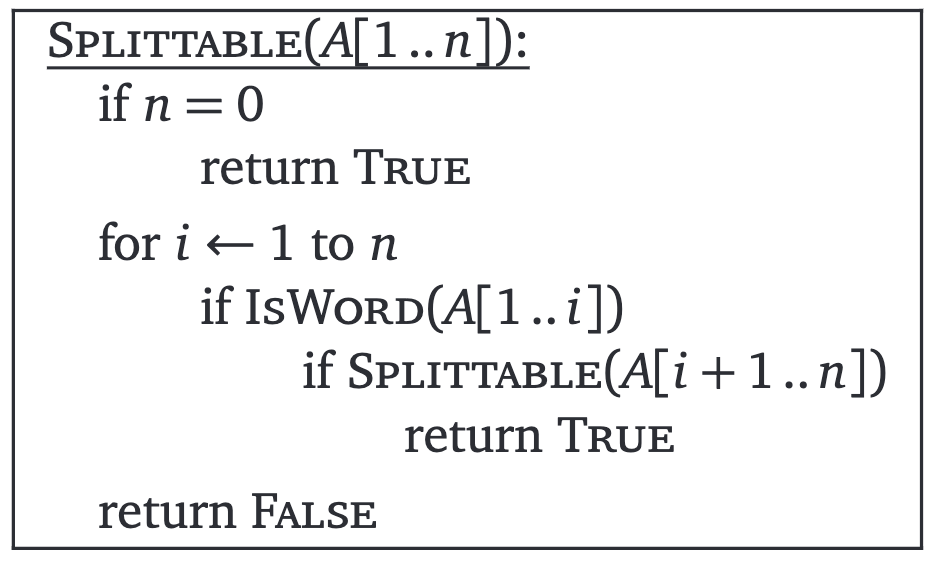 SPLITTABLE(A[1 .. n]):
if n = 0
return TRUE
for i ← 1 to n
if ISWORD(A[1 .. i])
if SPLITTABLE(A[i + 1 .. n])
return TRUE
return FALSE